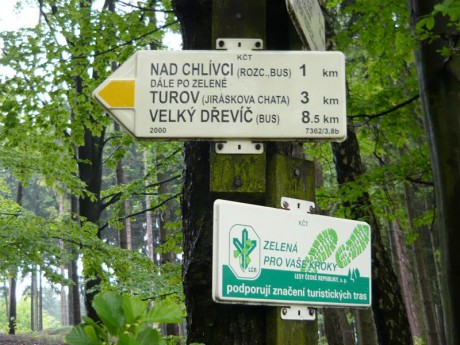 KČT
NAD CHLÍVCI (ROZC.,BUS) 1 km
DÁLE PO ZELENÉ
TUROV (JIRÁSKOVA CHATA) 3 km
VELKÝ DŘEVÍČ (BUS) 8.5 km
2000 7362/3,8b
KČT
ZELENÁ
PRO VAŠE KROKY
LČR
LESY ČESKÉ REPUBLIKY, s. p.
podporují značení turistických tras